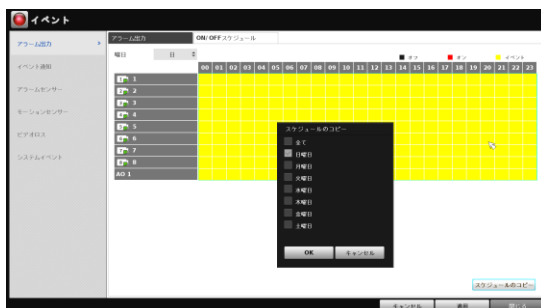 イベント
アラーム出力
ON/OFFスケジュール
アラーム出力
イベント通知
アラームセンサー
モーションセンサー
ビデオロス
システムイベント
曜日 日
オフ オン イベント
00 01 02 03 04 05 06 07 08 09 10 11 12 13 14 15 16 17 18 19 20 21 22 23
1 1
2 2
3 3
4 4
5 5
6 6
7 7
8 8
AO 1
スケジュールのコピー
全て
日曜日
月曜日
火曜日
水曜日
木曜日
金曜日
土曜日
OK キャンセル
スケジュールのコピー
キャンセル 適用 閉じる